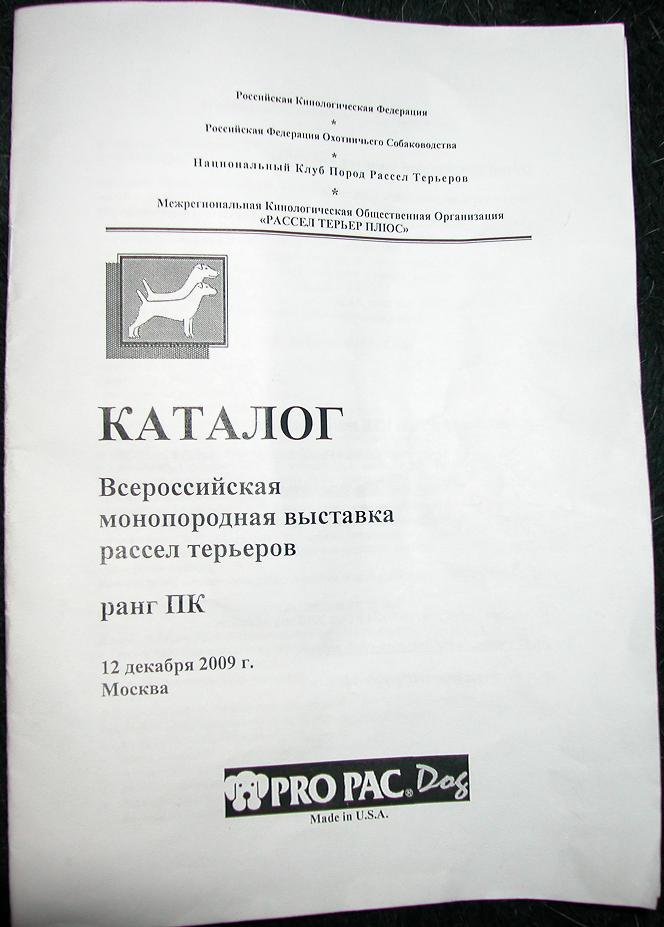 Российская Кинологическая Федерация
*
Российская Федерация Охотничьего Собаководства
*
Национальный Клуб Пород Рассел Терьеров
*
Межрегиональная Кинологическая Общественная Организация
«РАССЕЛ ТЕРЬЕР ПЛЮС»
КАТАЛОГ
Всероссийская
монопородная выставка
рассел терьеров
ранг ПК
12 декабря 2009 г.
Москва
PRO PAC® Dog
Made in U.S.A.